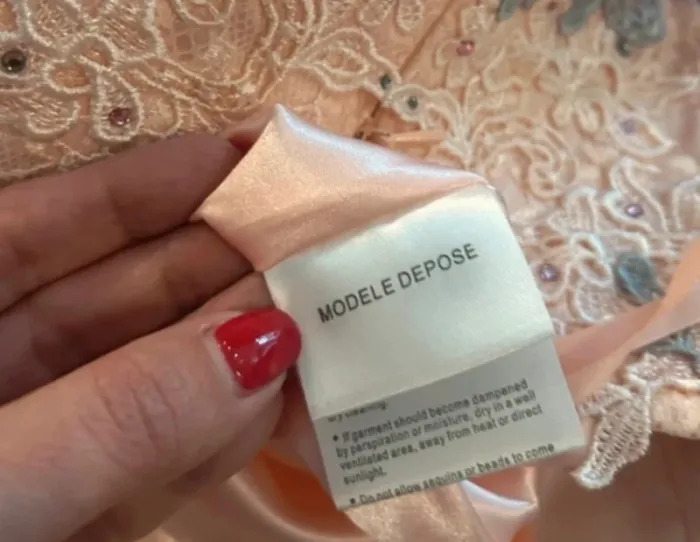 MODELE DEPOSE
• If garment should become dampened
by perspiration or moisture, dry in a well
ventilated area, away from heat or direct
sunlight.
• Do not allow sequins or beads to come